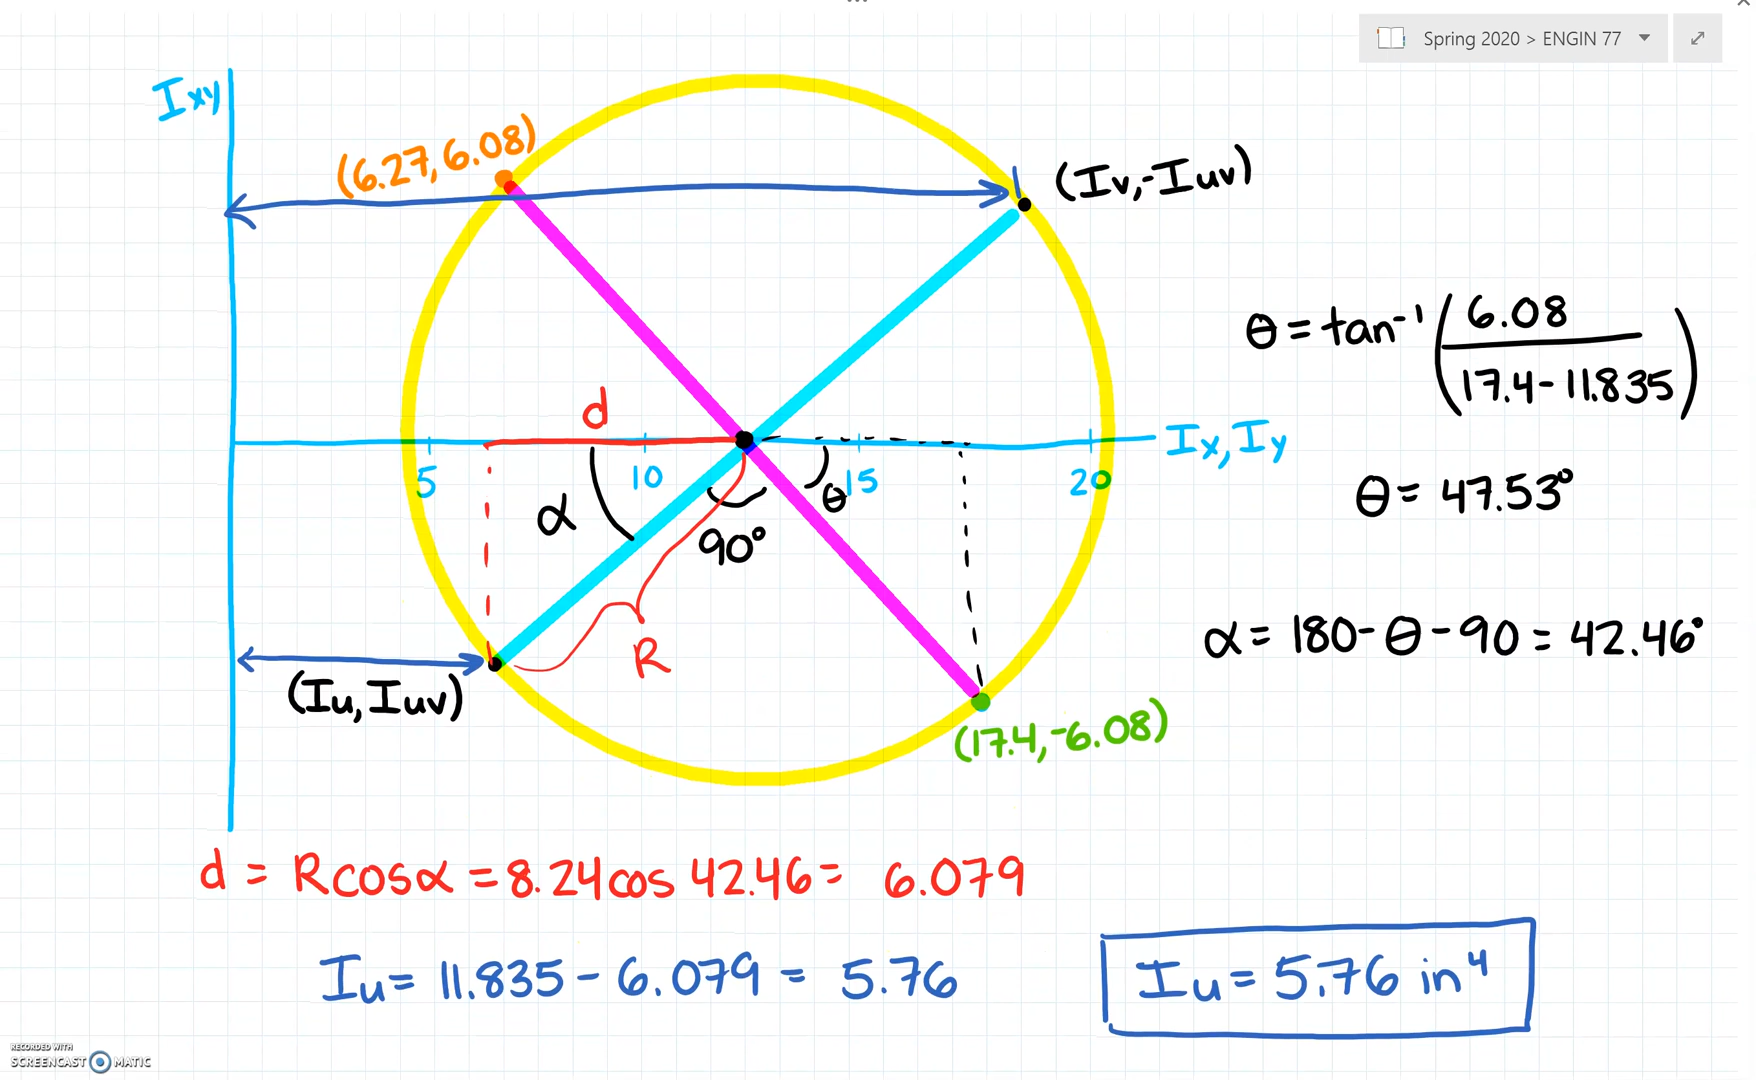 Spring 2020 > ENGIN 77
Ixy
(6.27,6.08)
(Iv,-Iuv)
θ = tan⁻¹ (6.08
17.4-11.835)
d
Ix, Iy
5
10
15
20
α
90°
θ
θ = 47.53°
R
α = 180-θ-90 = 42.46°
(Iu, Iuv)
(17.4,-6.08)
d = Rcosα = 8.24cos 42.46 = 6.079
Iu = 11.835 - 6.079 = 5.76
Iu = 5.76 in⁴
RECORDED WITH
SCREENCAST MATIC